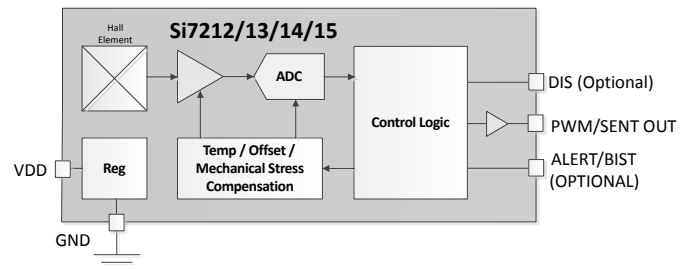 Hall
Element
Si7212/13/14/15
ADC
Control Logic
DIS (Optional)
PWM/SENT OUT
ALERT/BIST
(OPTIONAL)
Temp / Offset /
Mechanical Stress
Compensation
Reg
VDD
GND